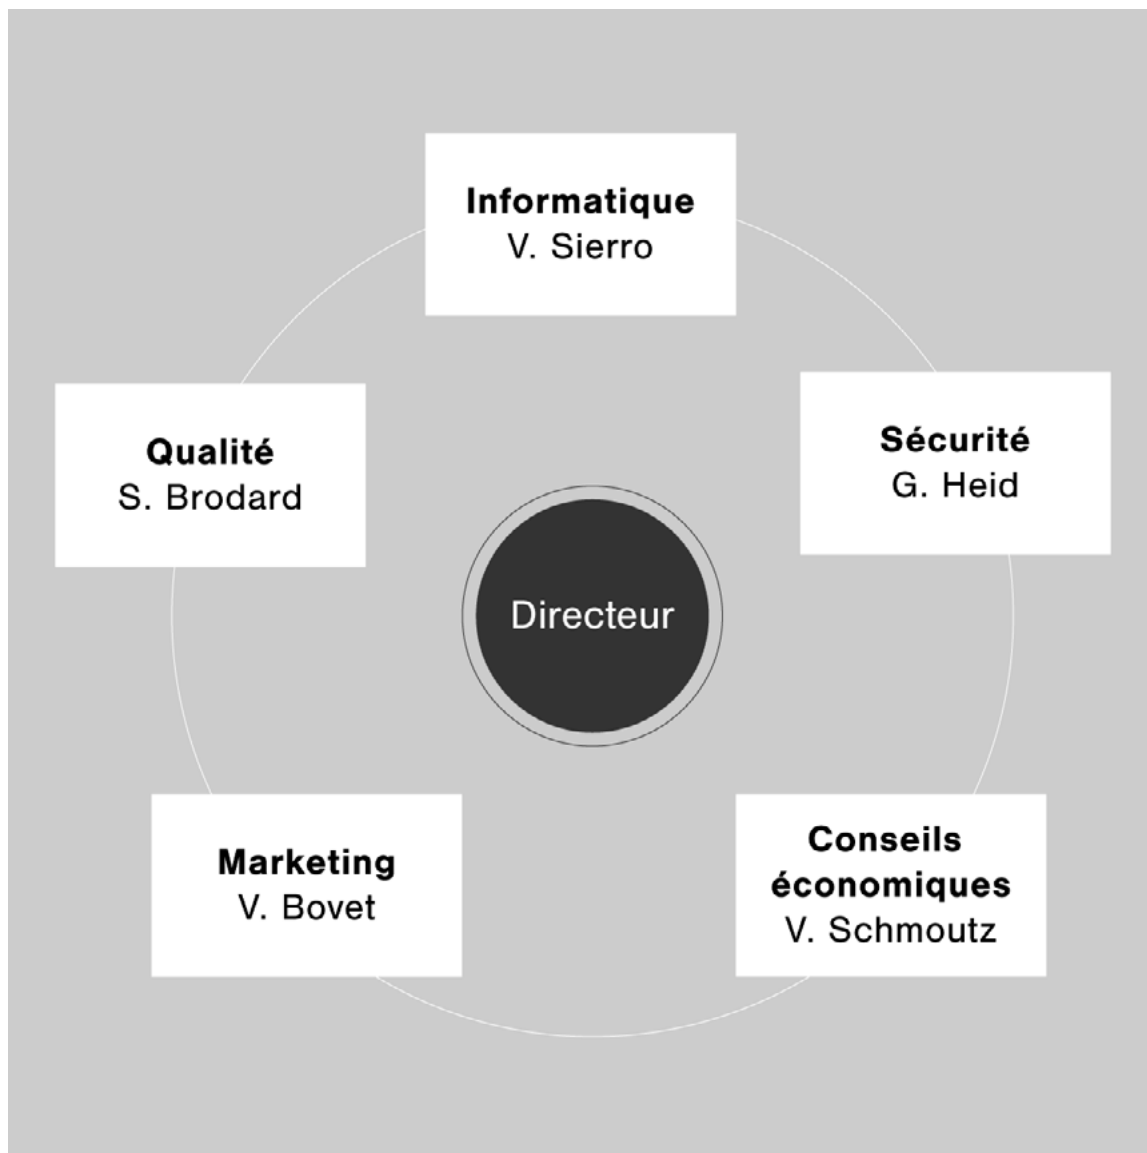 Informatique
V. Sierro
Sécurité
G. Heid
Qualité
S. Brodard
Directeur
Marketing
V. Bovet
Conseils
économiques
V. Schmoutz